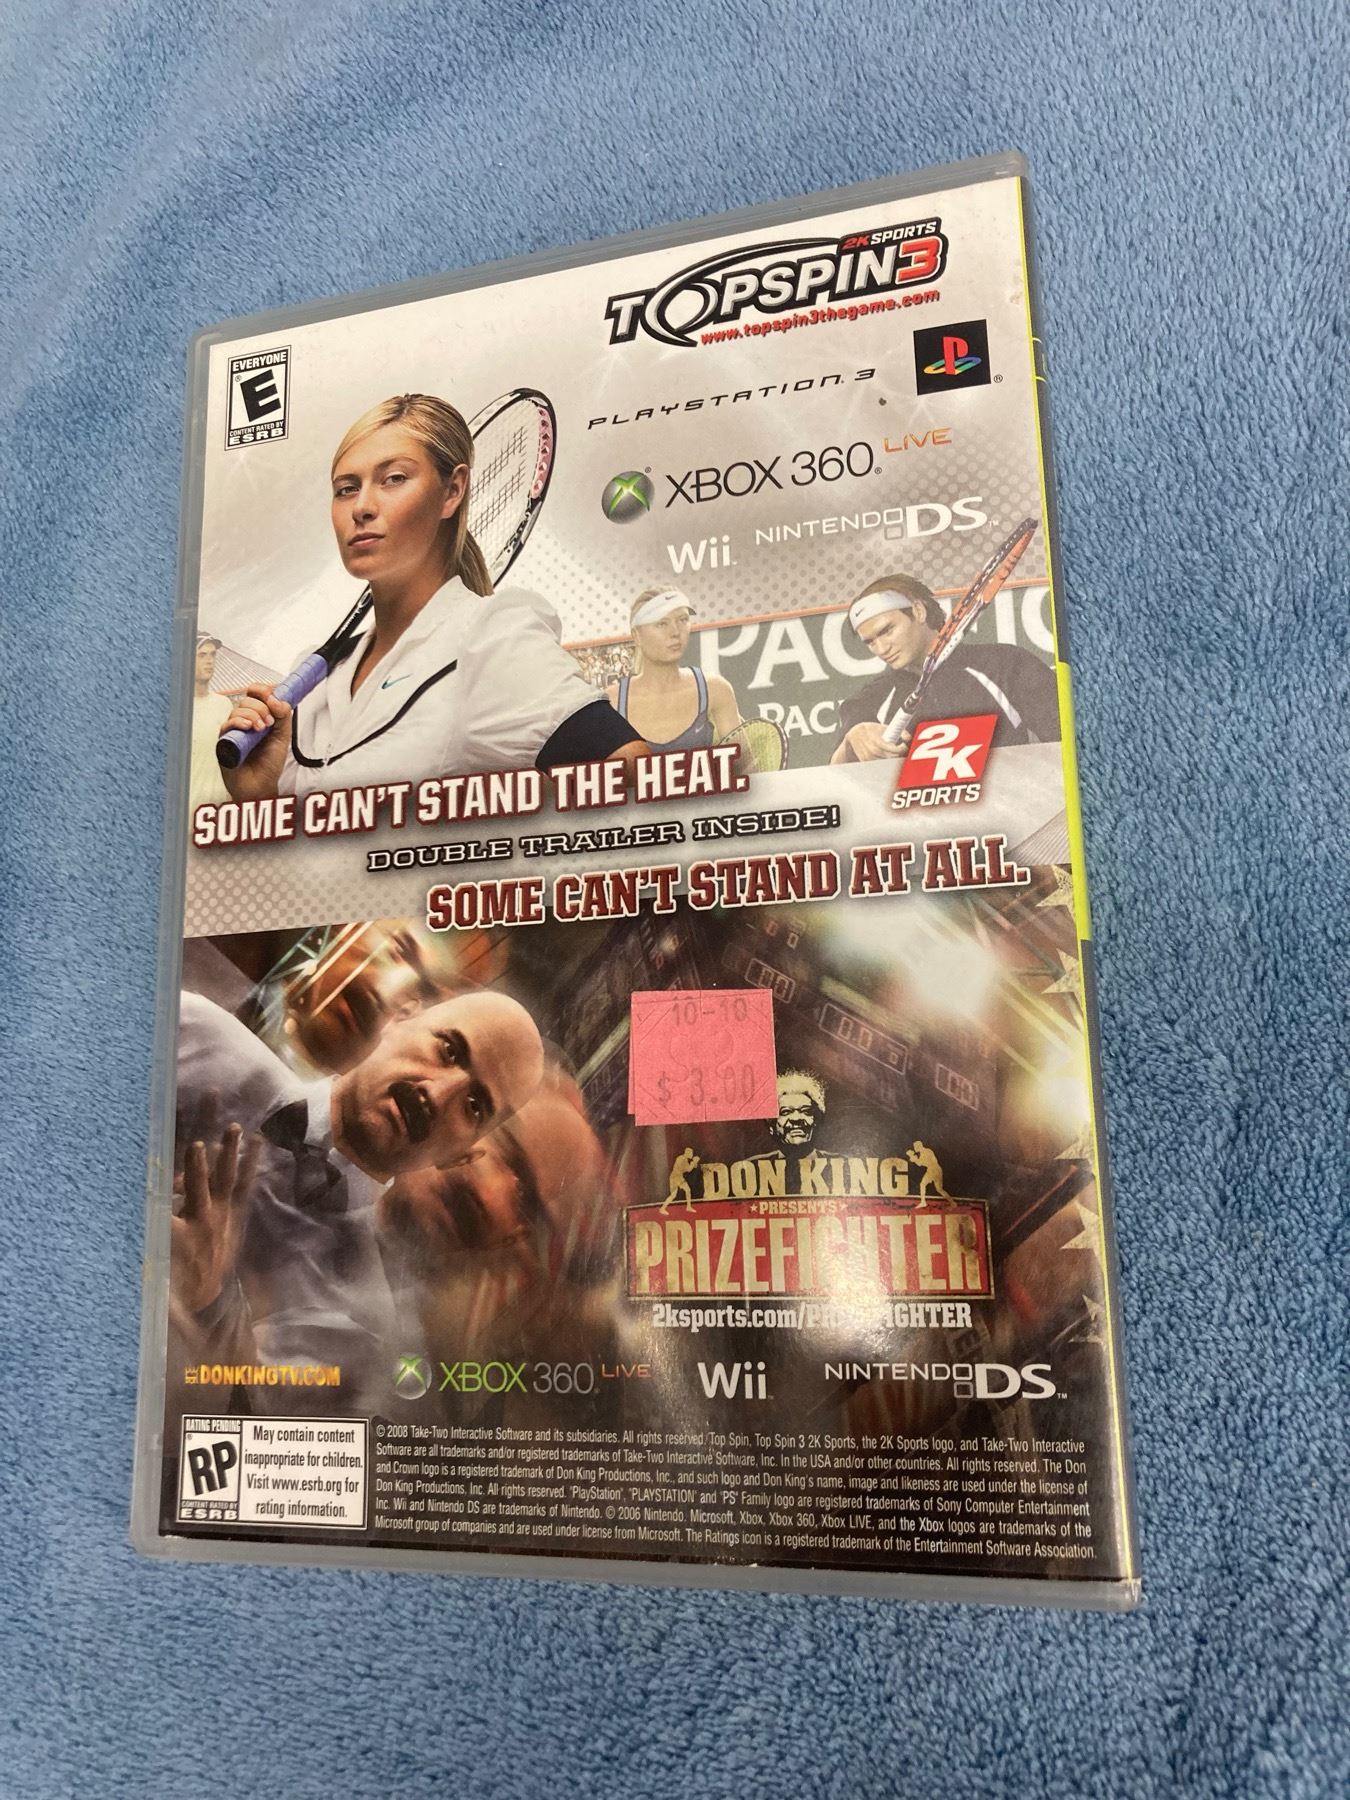 2K SPORTS
TOPSPIN3
www.topspin3thegame.com
EVERYONE
E
CONTENT RATED BY
ESRB
PLAYSTATION 3
XBOX 360 LIVE
Wii NINTENDO DS™
PAC IC
PACI
2K
SPORTS
SOME CAN'T STAND THE HEAT.
DOUBLE TRAILER INSIDE!
SOME CAN'T STAND AT ALL.
10-10
$ 3.00
DON KING
PRESENTS
PRIZEFIGHTER
2ksports.com/PRIZEFIGHTER
SEE DONKINGTV.COM
XBOX 360 LIVE Wii NINTENDO DS™
RATING PENDING
RP
CONTENT RATED BY
ESRB
May contain content
inappropriate for children.
Visit www.esrb.org for
rating information.
© 2008 Take-Two Interactive Software and its subsidiaries. All rights reserved. Top Spin, Top Spin 3 2K Sports, the 2K Sports logo, and Take-Two Interactive
Software are all trademarks and/or registered trademarks of Take-Two Interactive Software, Inc. In the USA and/or other countries. All rights reserved. The Don
and Crown logo is a registered trademark of Don King Productions, Inc., and such logo and Don King's name, image and likeness are used under the license of
Don King Productions, Inc. All rights reserved. "PlayStation", "PLAYSTATION" and "PS" Family logo are registered trademarks of Sony Computer Entertainment
Inc. Wii and Nintendo DS are trademarks of Nintendo. © 2006 Nintendo. Microsoft, Xbox, Xbox 360, Xbox LIVE, and the Xbox logos are trademarks of the
Microsoft group of companies and are used under license from Microsoft. The Ratings icon is a registered trademark of the Entertainment Software Association.